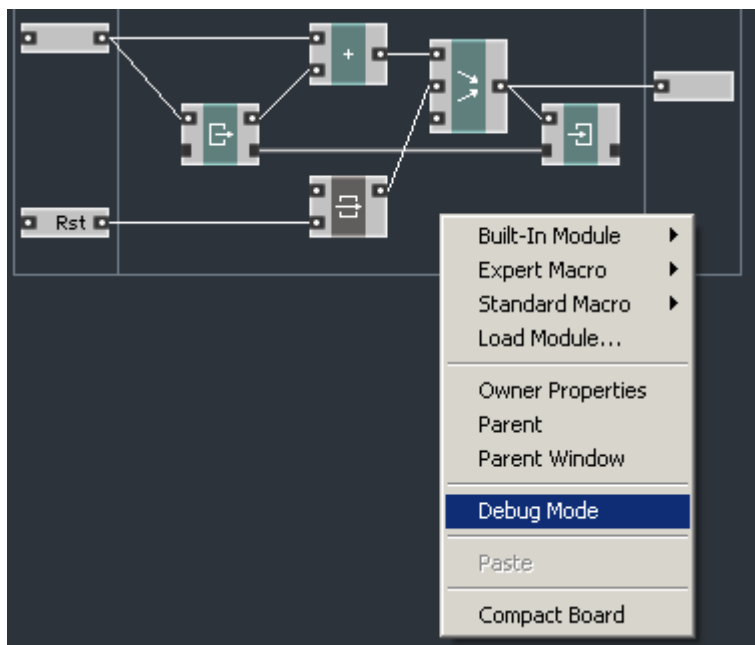 +
Rst
Built-In Module
Expert Macro
Standard Macro
Load Module...
Owner Properties
Parent
Parent Window
Debug Mode
Paste
Compact Board